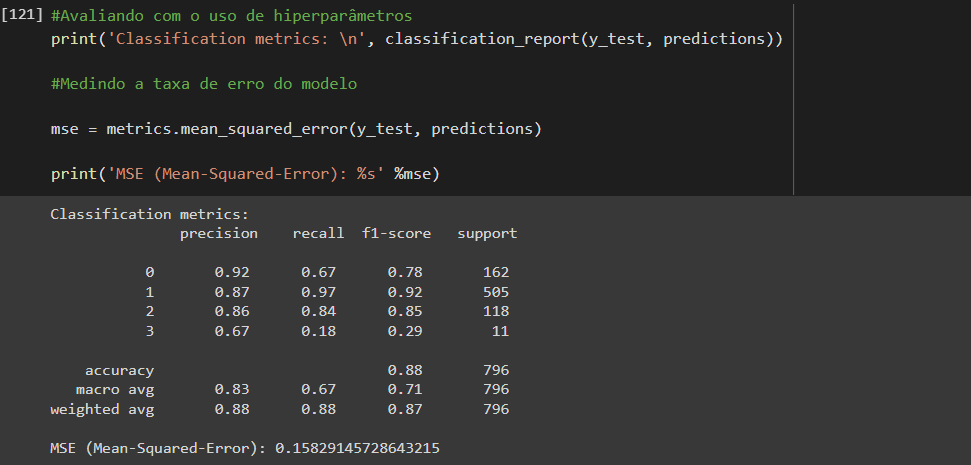 [121] #Avaliando com o uso de hiperparâmetros
print('Classification metrics: \n', classification_report(y_test, predictions))
#Medindo a taxa de erro do modelo
mse = metrics.mean_squared_error(y_test, predictions)
print('MSE (Mean-Squared-Error): %s' %mse)
Classification metrics:
precision recall f1-score support
0 0.92 0.67 0.78 162
1 0.87 0.97 0.92 505
2 0.86 0.84 0.85 118
3 0.67 0.18 0.29 11
accuracy 0.88 796
macro avg 0.83 0.67 0.71 796
weighted avg 0.88 0.88 0.87 796
MSE (Mean-Squared-Error): 0.15829145728643215